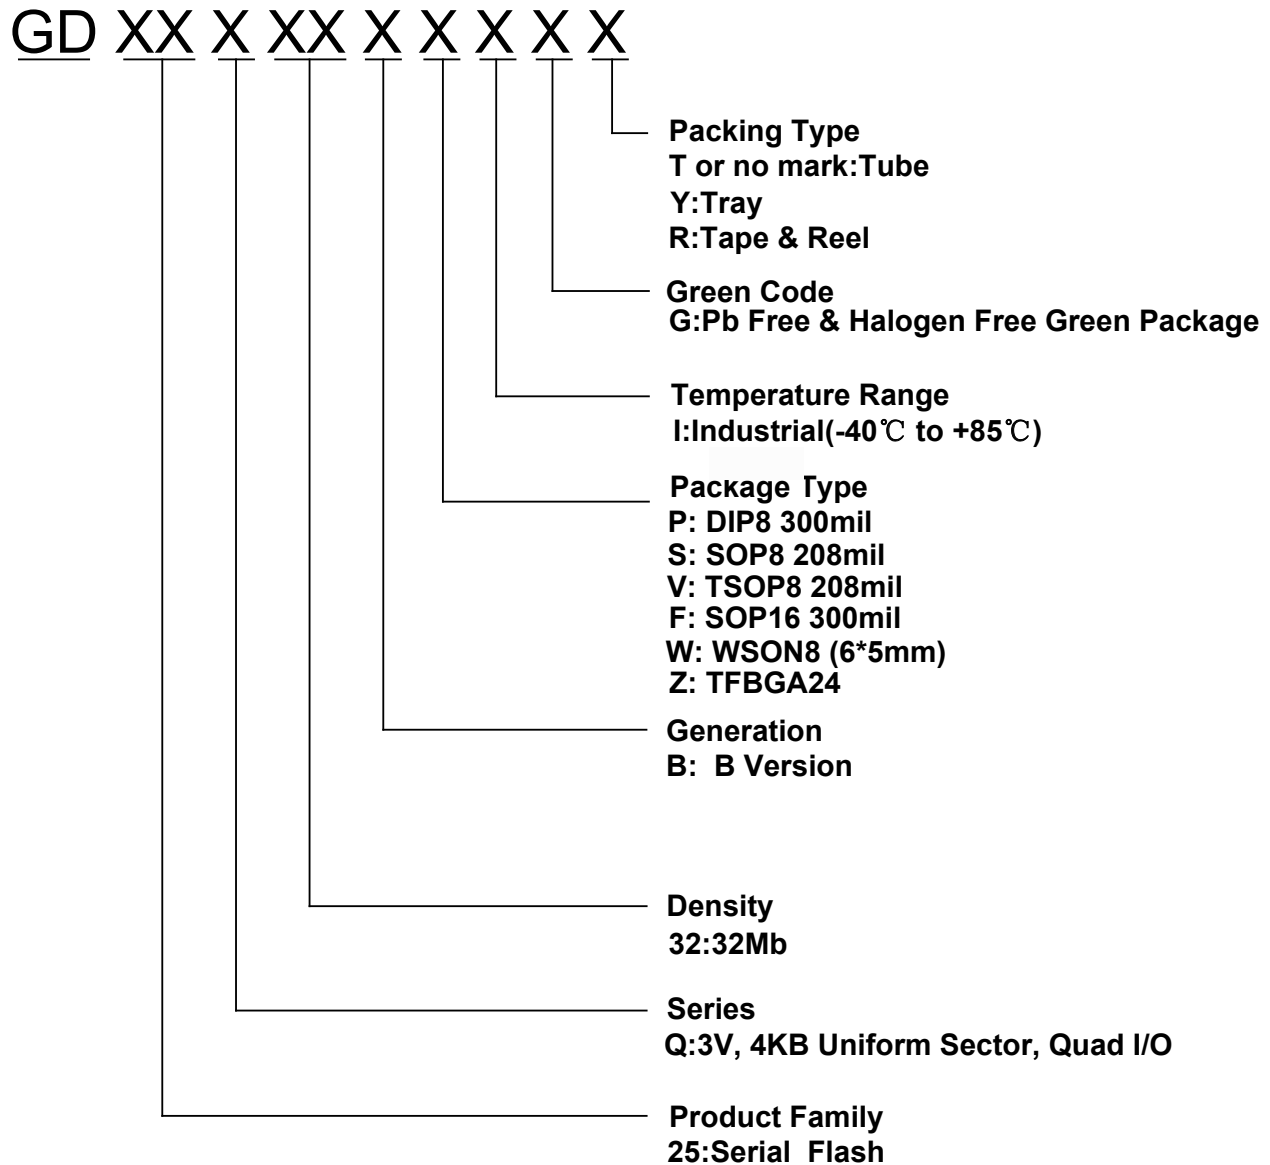 GD XX X XX X X X X X
Packing Type
T or no mark:Tube
Y:Tray
R:Tape & Reel
Green Code
G:Pb Free & Halogen Free Green Package
Temperature Range
I:Industrial(-40℃ to +85℃)
Package Type
P: DIP8 300mil
S: SOP8 208mil
V: TSOP8 208mil
F: SOP16 300mil
W: WSON8 (6*5mm)
Z: TFBGA24
Generation
B: B Version
Density
32:32Mb
Series
Q:3V, 4KB Uniform Sector, Quad I/O
Product Family
25:Serial Flash